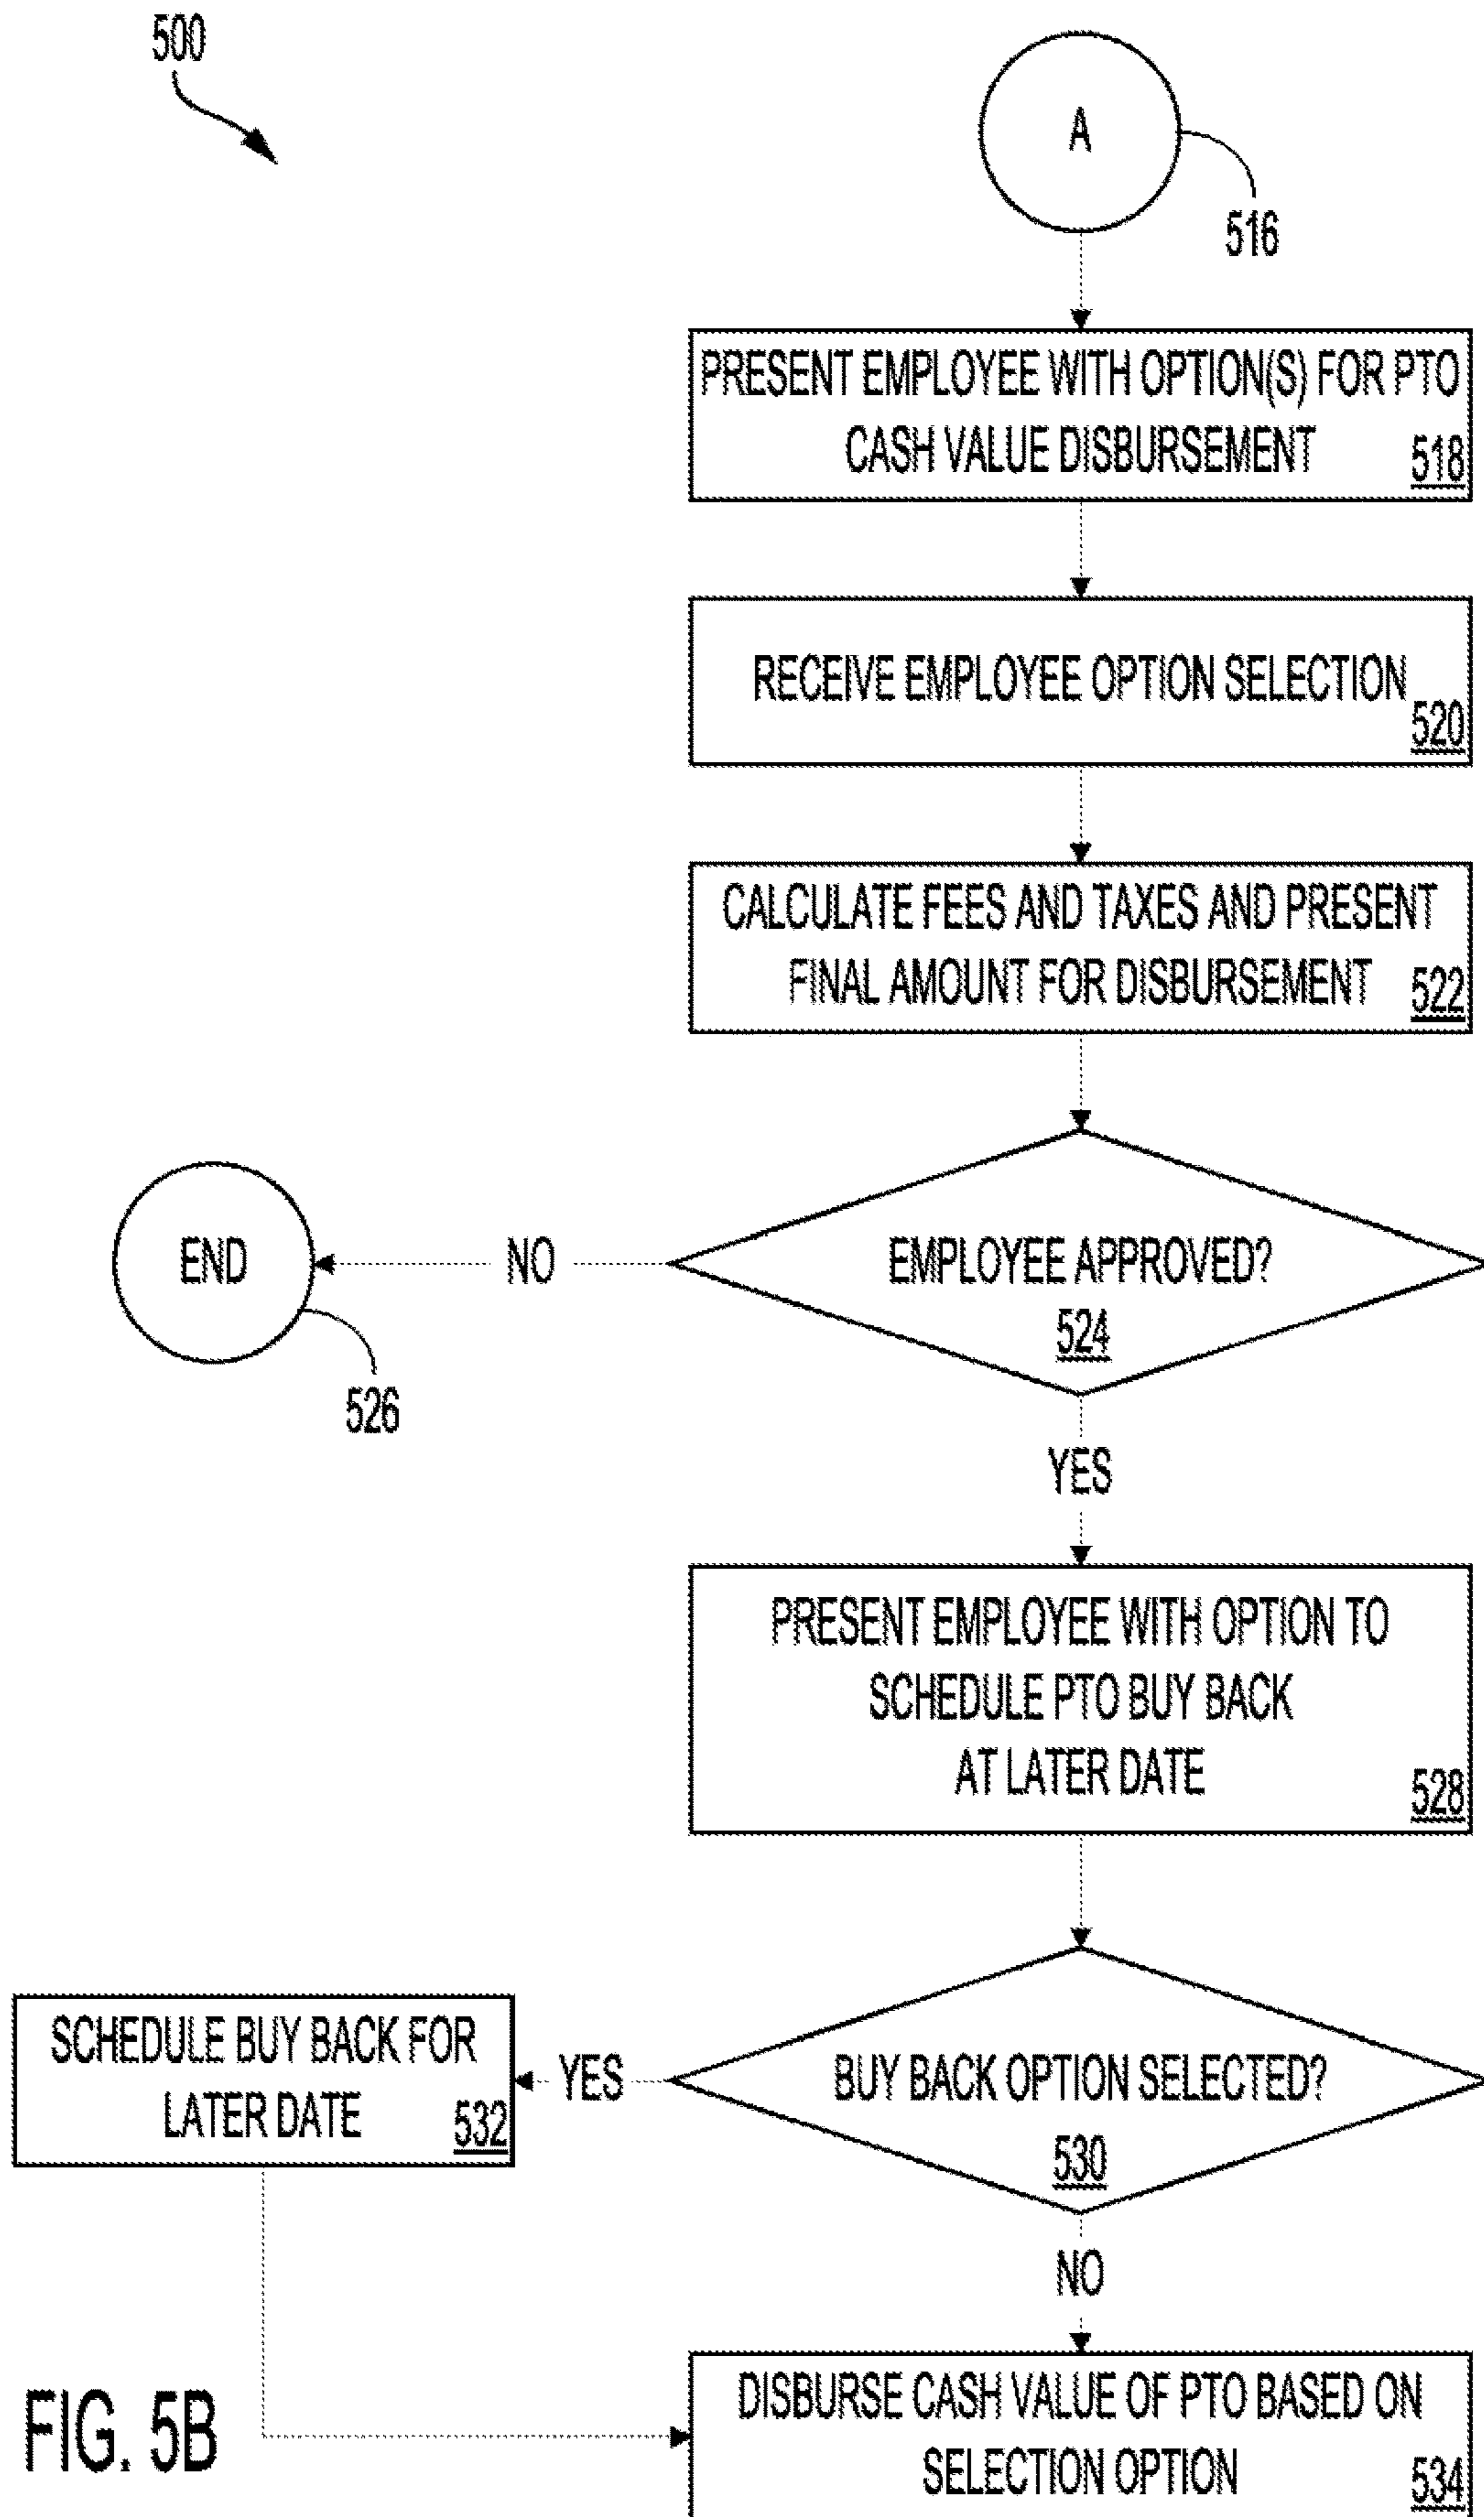 500
A
516
PRESENT EMPLOYEE WITH OPTION(S) FOR PTO
CASH VALUE DISBURSEMENT
518
RECEIVE EMPLOYEE OPTION SELECTION
520
CALCULATE FEES AND TAXES AND PRESENT
FINAL AMOUNT FOR DISBURSEMENT
522
EMPLOYEE APPROVED?
524
NO
END
526
YES
PRESENT EMPLOYEE WITH OPTION TO
SCHEDULE PTO BUY BACK
AT LATER DATE
528
BUY BACK OPTION SELECTED?
530
YES
SCHEDULE BUY BACK FOR
LATER DATE
532
NO
DISBURSE CASH VALUE OF PTO BASED ON
SELECTION OPTION
534
FIG. 5B